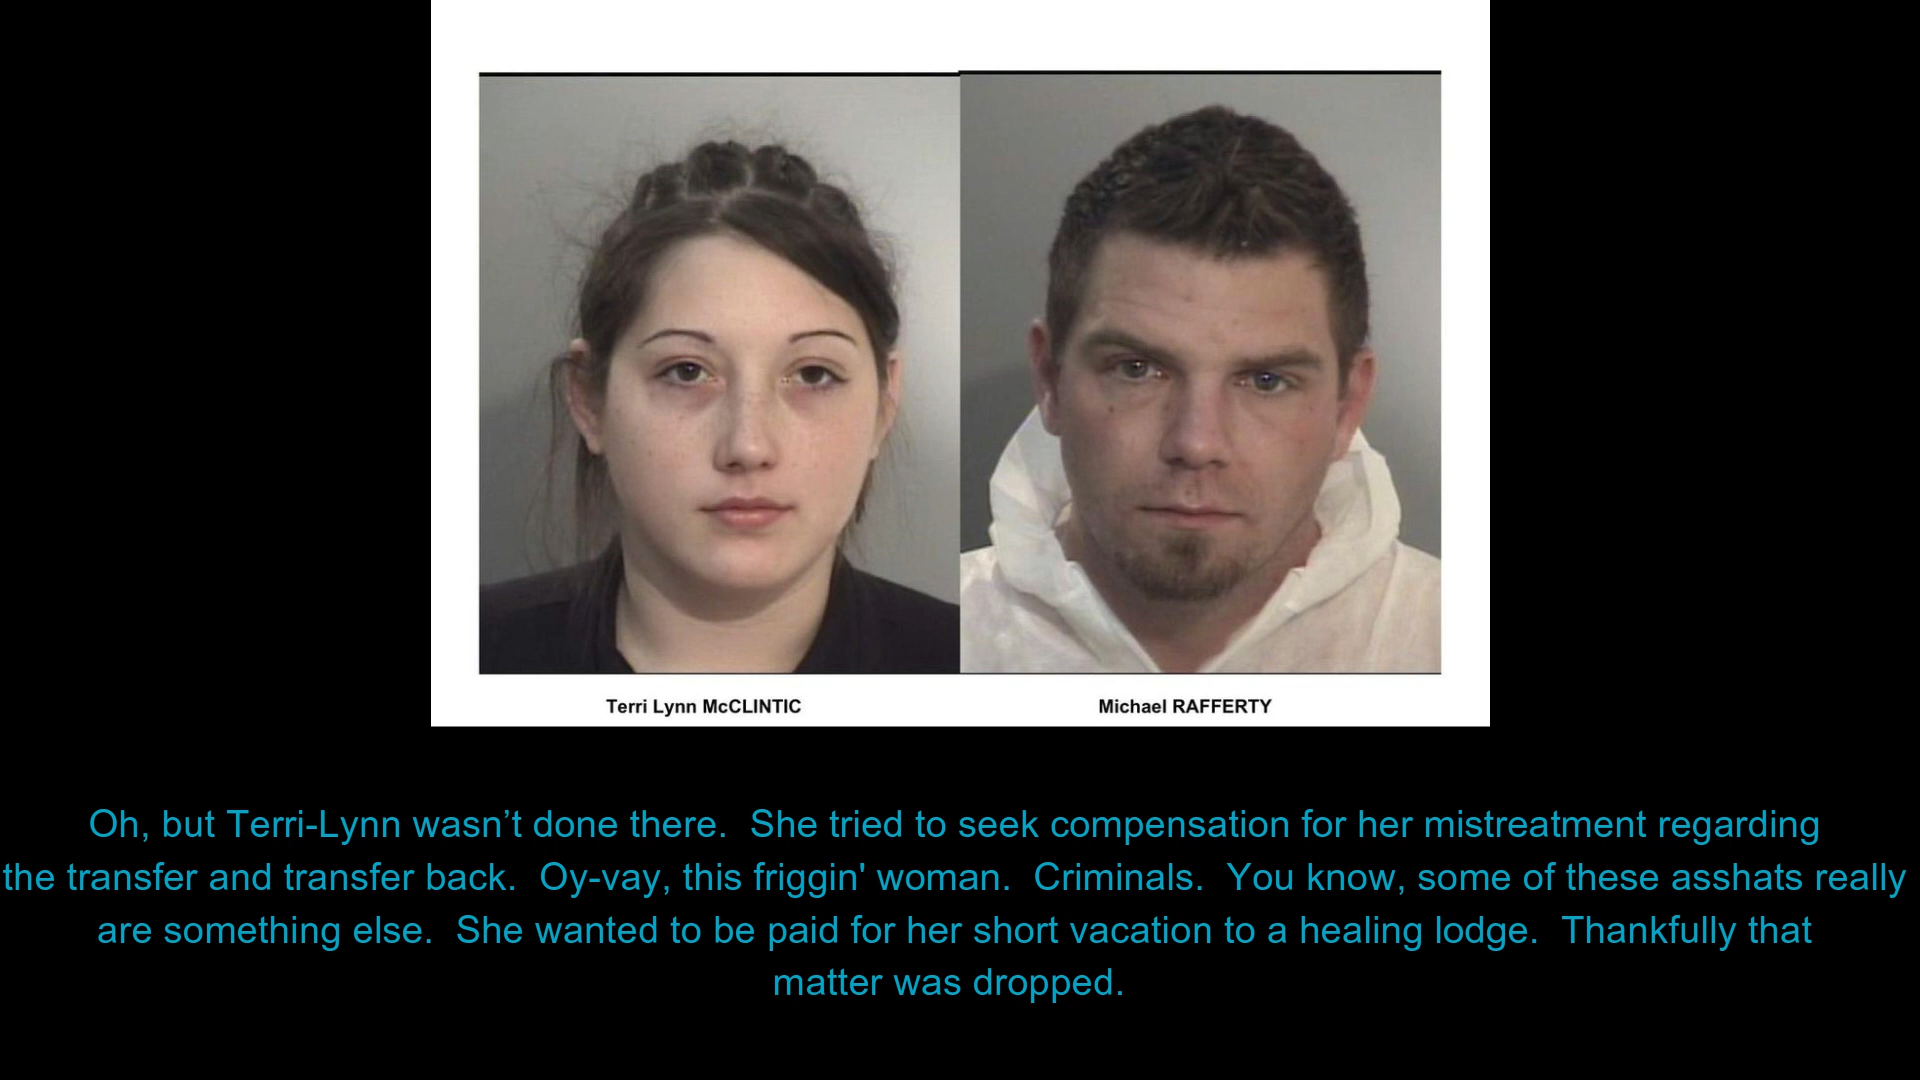 Terri Lynn McCLINTIC
Michael RAFFERTY
Oh, but Terri-Lynn wasn’t done there.  She tried to seek compensation for her mistreatment regarding
the transfer and transfer back.  Oy-vay, this friggin' woman.  Criminals.  You know, some of these asshats really
are something else.  She wanted to be paid for her short vacation to a healing lodge.  Thankfully that
matter was dropped.